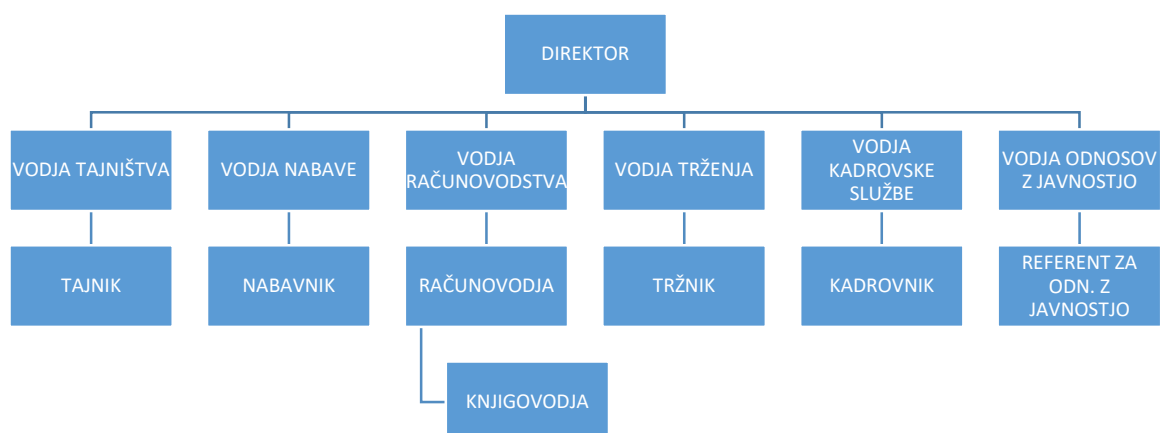 DIREKTOR
VODJA TAJNIŠTVA
VODJA NABAVE
VODJA
RAČUNOVODSTVA
VODJA TRŽENJA
VODJA
KADROVSKE
SLUŽBE
VODJA ODNOSOV
Z JAVNOSTJO
TAJNIK
NABAVNIK
RAČUNOVODJA
TRŽNIK
KADROVNIK
REFERENT ZA
ODN. Z
JAVNOSTJO
KNJIGOVODJA